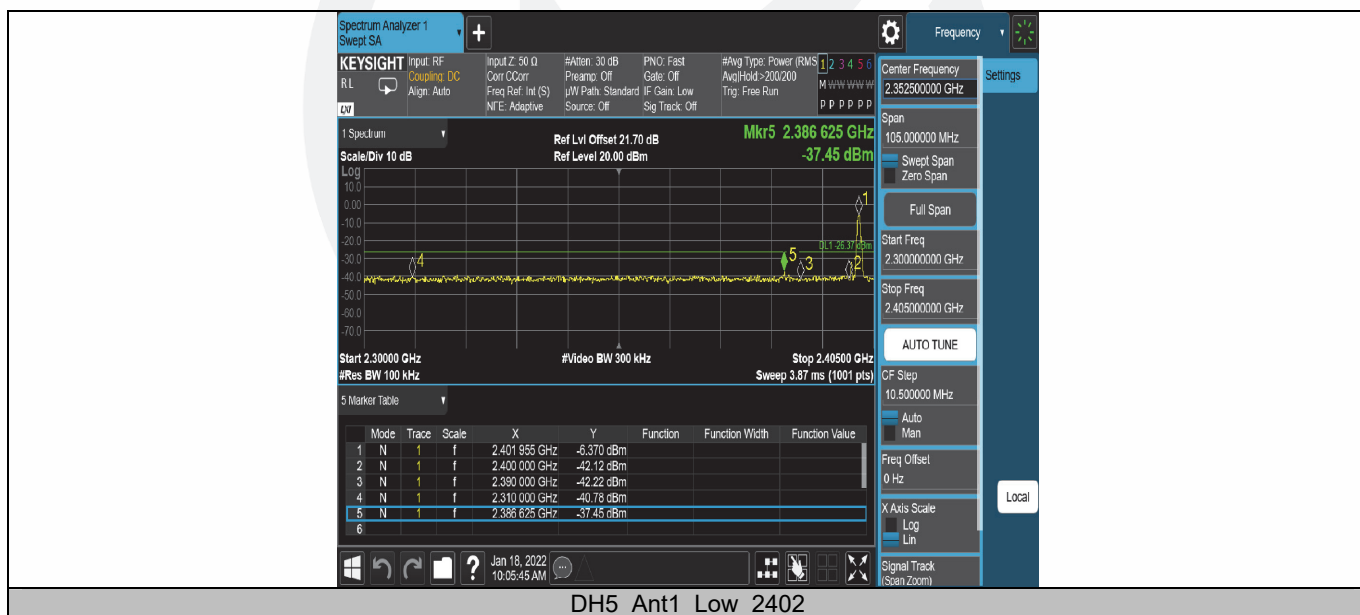 Spectrum Analyzer 1
Swept SA
+
Frequency
KEYSIGHT
RL
LXI
Input: RF
Coupling: DC
Align: Auto
Input Z: 50 Ω
Corr CCorr
Freq Ref: Int (S)
NFE: Adaptive
#Atten: 30 dB
Preamp: Off
µW Path: Standard
Source: Off
PNO: Fast
Gate: Off
IF Gain: Low
Sig Track: Off
#Avg Type: Power (RMS
Avg|Hold:>200/200
Trig: Free Run
1 2 3 4 5 6
M W W W W W
P P P P P P
1 Spectrum
Scale/Div 10 dB
Ref Lvl Offset 21.70 dB
Ref Level 20.00 dBm
Mkr5 2.386 625 GHz
-37.45 dBm
Log
10.0
0.00
-10.0
-20.0
-30.0
-40.0
-50.0
-60.0
-70.0
1
DL1 -26.37 dBm
4
5
3
2
Start 2.30000 GHz
#Video BW 300 kHz
Stop 2.40500 GHz
#Res BW 100 kHz
Sweep 3.87 ms (1001 pts)
5 Marker Table
Mode Trace Scale X Y Function Function Width Function Value
1 N 1 f 2.401 955 GHz -6.370 dBm
2 N 1 f 2.400 000 GHz -42.12 dBm
3 N 1 f 2.390 000 GHz -42.22 dBm
4 N 1 f 2.310 000 GHz -40.78 dBm
5 N 1 f 2.386 625 GHz -37.45 dBm
6
?
Jan 18, 2022
10:05:45 AM
Center Frequency
2.352500000 GHz
Settings
Span
105.000000 MHz
Swept Span
Zero Span
Full Span
Start Freq
2.300000000 GHz
Stop Freq
2.405000000 GHz
AUTO TUNE
CF Step
10.500000 MHz
Auto
Man
Freq Offset
0 Hz
X Axis Scale
Log
Lin
Local
Signal Track
(Span Zoom)
DH5_Ant1_Low_2402